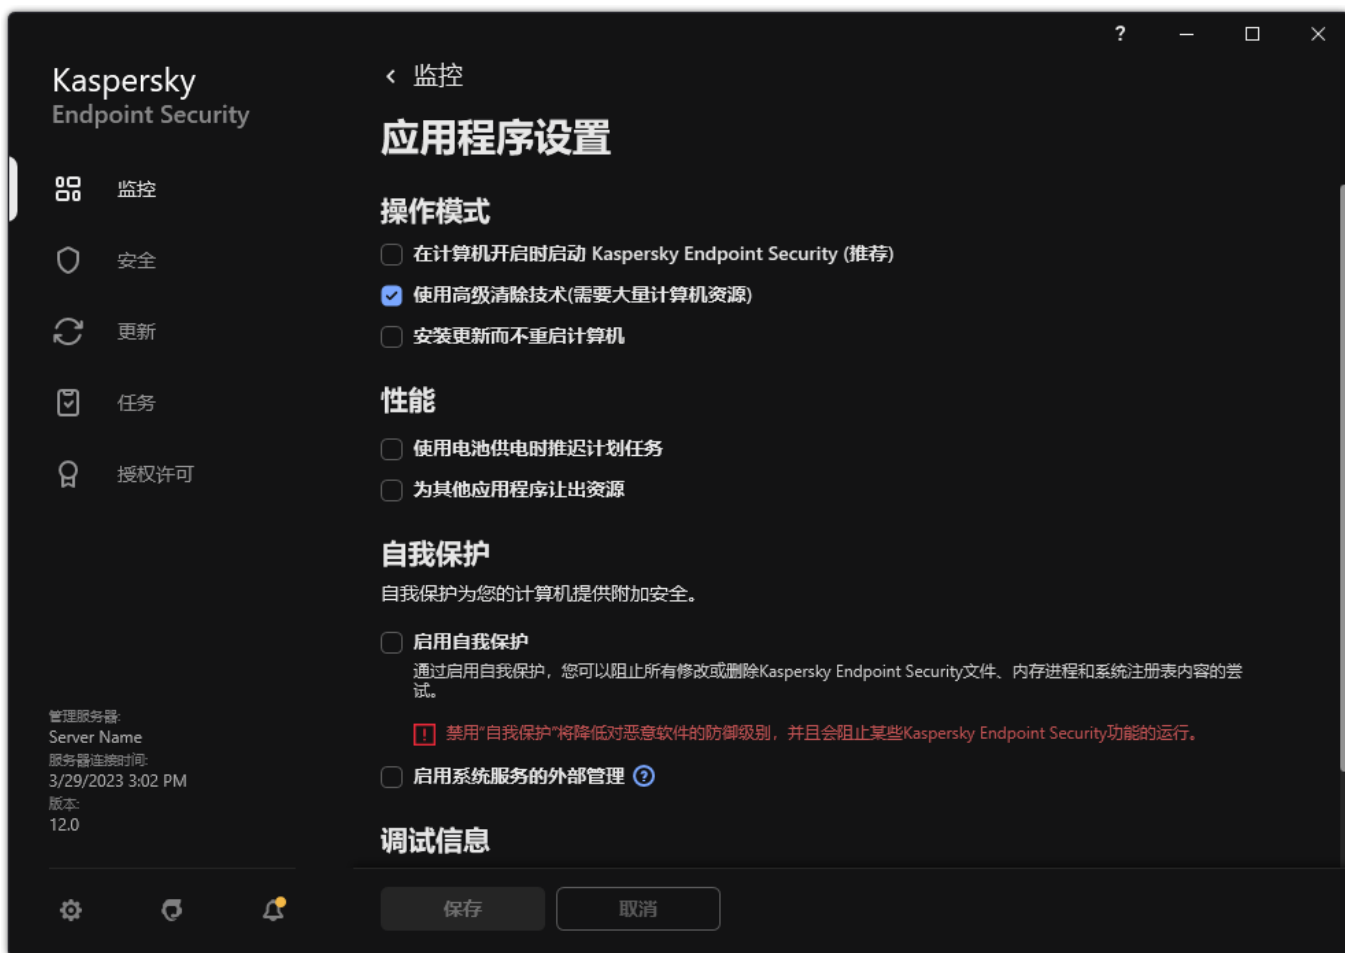 ?
Kaspersky
Endpoint Security
监控
安全
更新
任务
授权许可
管理服务器:
Server Name
服务器连接时间:
3/29/2023 3:02 PM
版本:
12.0
监控
应用程序设置
操作模式
在计算机开启时启动 Kaspersky Endpoint Security (推荐)
使用高级清除技术(需要大量计算机资源)
安装更新而不重启计算机
性能
使用电池供电时推迟计划任务
为其他应用程序让出资源
自我保护
自我保护为您的计算机提供附加安全。
启用自我保护
通过启用自我保护，您可以阻止所有修改或删除Kaspersky Endpoint Security文件、内存进程和系统注册表内容的尝
试。
禁用“自我保护”将降低对恶意软件的防御级别，并且会阻止某些Kaspersky Endpoint Security功能的运行。
启用系统服务的外部管理 ?
调试信息
保存
取消